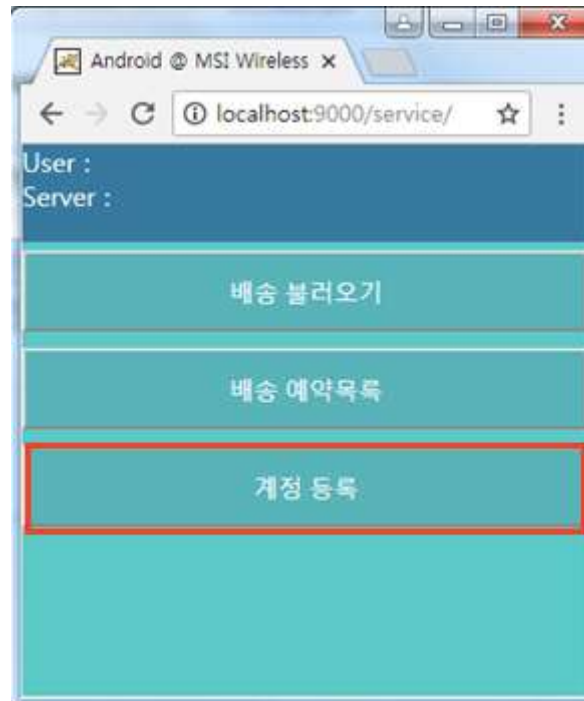 Android @ MSI Wireless
localhost:9000/service/
User :
Server :
배송 불러오기
배송 예약목록
계정 등록